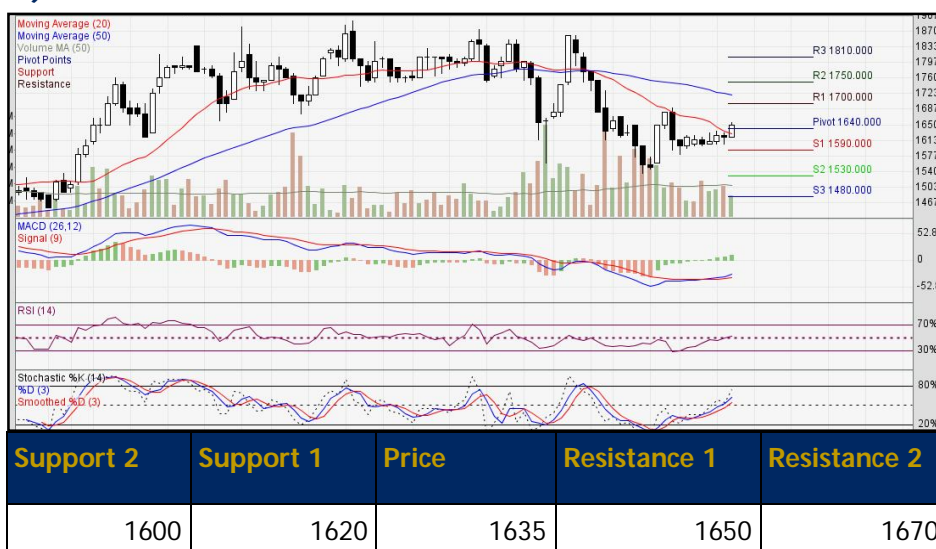 Moving Average (20)
Moving Average (50)
Volume MA (50)
Pivot Points
Support
Resistance
1870
1833
1797
1760
1723
1687
1650
1613
1577
1540
1503
1467
R3 1810.000
R2 1750.000
R1 1700.000
Pivot 1640.000
S1 1590.000
S2 1530.000
S3 1480.000
MACD (26,12)
Signal (9)
52.8
0
-52.8
RSI (14)
70%
30%
Stochastic %K (14)
%D (3)
Smoothed %D (3)
80%
20%
Support 2 Support 1 Price Resistance 1 Resistance 2
1600 1620 1635 1650 1670